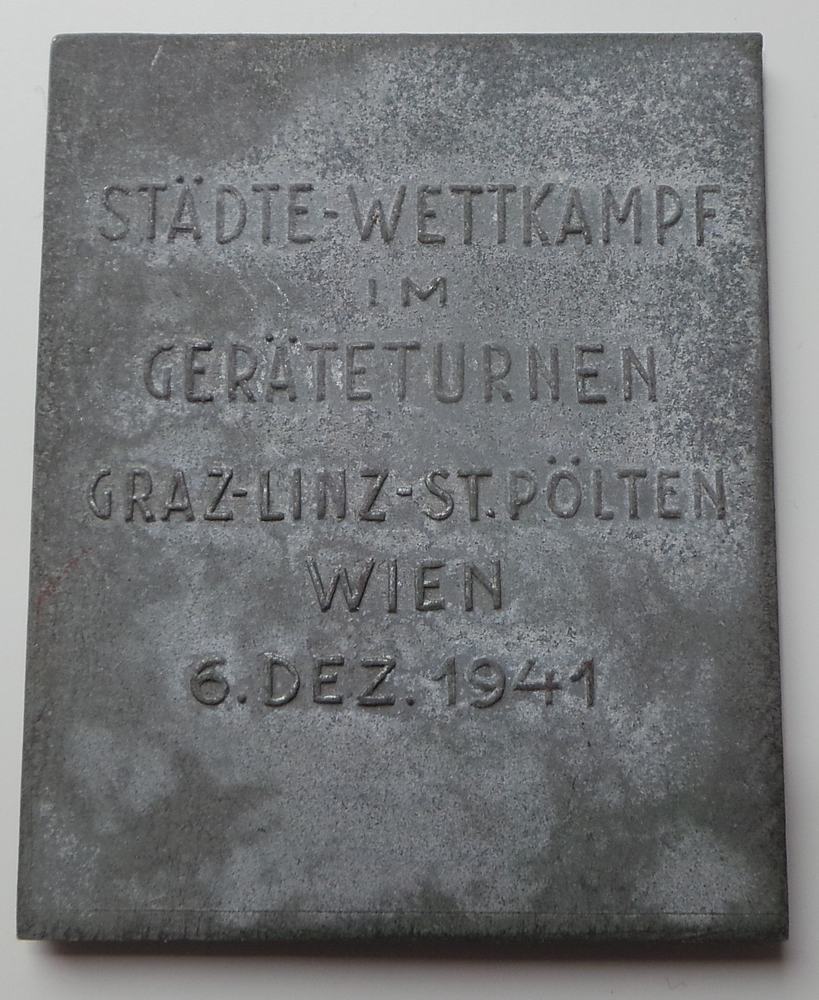 STÄDTE-WETTKAMPF
IM
GERÄTETURNEN
GRAZ-LINZ-ST.PÖLTEN
WIEN
6.DEZ.1941